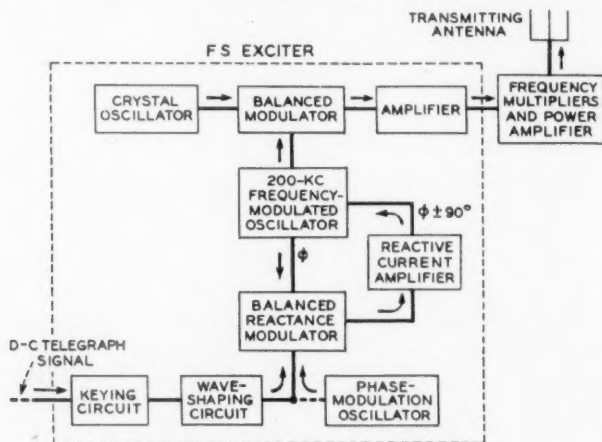 TRANSMITTING
ANTENNA
FS EXCITER
CRYSTAL
OSCILLATOR
BALANCED
MODULATOR
AMPLIFIER
FREQUENCY
MULTIPLIERS
AND POWER
AMPLIFIER
200-KC
FREQUENCY-
MODULATED
OSCILLATOR
ϕ ± 90°
ϕ
REACTIVE
CURRENT
AMPLIFIER
BALANCED
REACTANCE
MODULATOR
D-C TELEGRAPH
SIGNAL
KEYING
CIRCUIT
WAVE-
SHAPING
CIRCUIT
PHASE-
MODULATION
OSCILLATOR